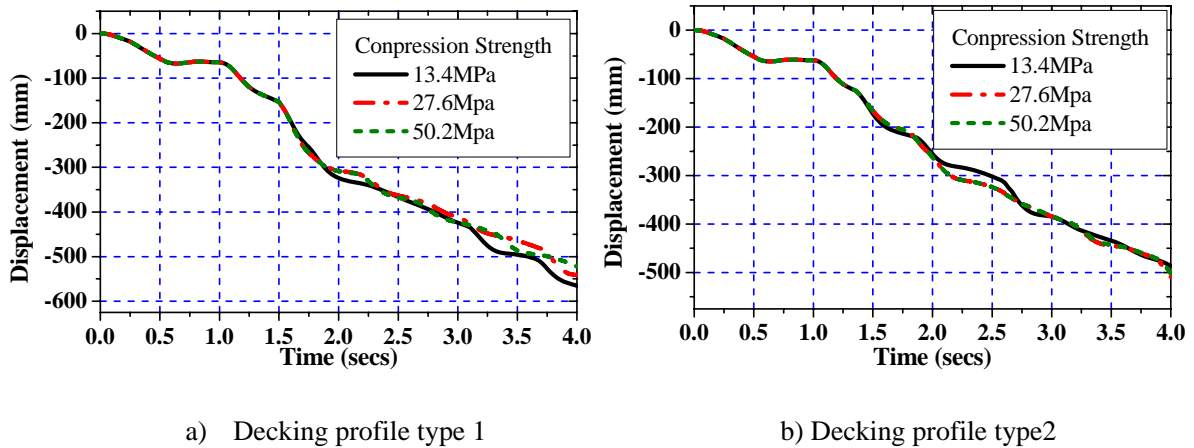 0
-100
-200
-300
-400
-500
-600
Displacement (mm)
0.0 0.5 1.0 1.5 2.0 2.5 3.0 3.5 4.0
Time (secs)
Conpression Strength
13.4MPa
27.6Mpa
50.2Mpa
a) Decking profile type 1
0
-100
-200
-300
-400
-500
Displacement (mm)
0.0 0.5 1.0 1.5 2.0 2.5 3.0 3.5 4.0
Time (secs)
Conpression Strength
13.4MPa
27.6Mpa
50.2Mpa
b) Decking profile type2